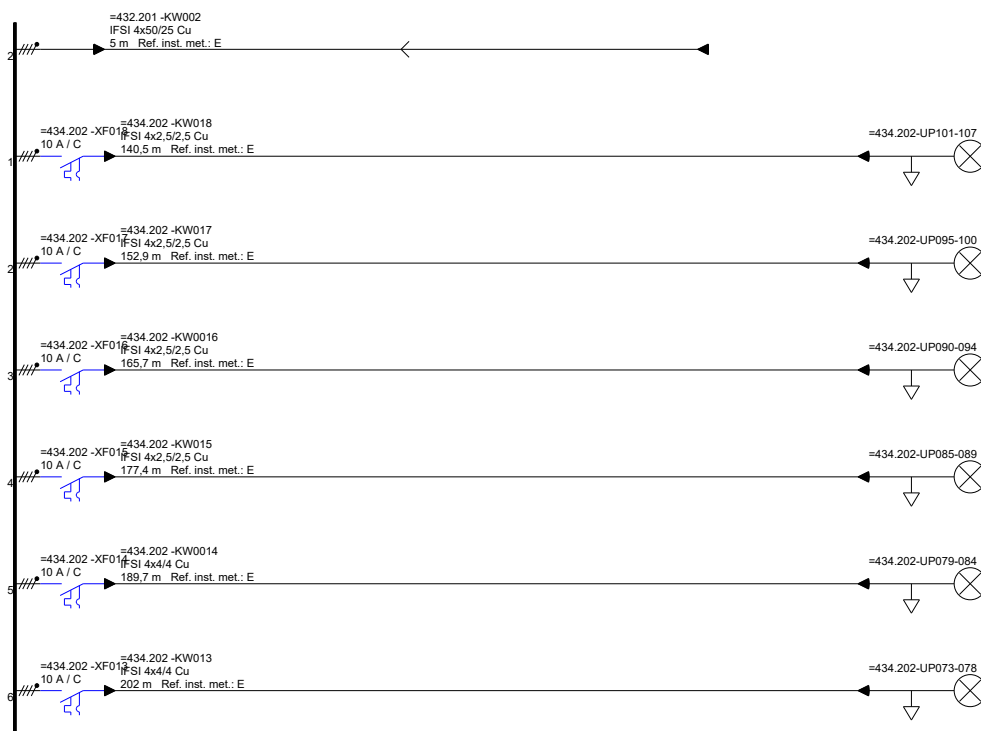 =432.201 -KW002
IFSI 4x50/25 Cu
5 m Ref. inst. met.: E
2
=434.202 -XF018
10 A / C
=434.202 -KW018
IFSI 4x2,5/2,5 Cu
140,5 m Ref. inst. met.: E
=434.202-UP101-107
1
=434.202 -XF017
10 A / C
=434.202 -KW017
IFSI 4x2,5/2,5 Cu
152,9 m Ref. inst. met.: E
=434.202-UP095-100
2
=434.202 -XF016
10 A / C
=434.202 -KW0016
IFSI 4x2,5/2,5 Cu
165,7 m Ref. inst. met.: E
=434.202-UP090-094
3
=434.202 -XF015
10 A / C
=434.202 -KW015
IFSI 4x2,5/2,5 Cu
177,4 m Ref. inst. met.: E
=434.202-UP085-089
4
=434.202 -XF014
10 A / C
=434.202 -KW0014
IFSI 4x4/4 Cu
189,7 m Ref. inst. met.: E
=434.202-UP079-084
5
=434.202 -XF013
10 A / C
=434.202 -KW013
IFSI 4x4/4 Cu
202 m Ref. inst. met.: E
=434.202-UP073-078
6